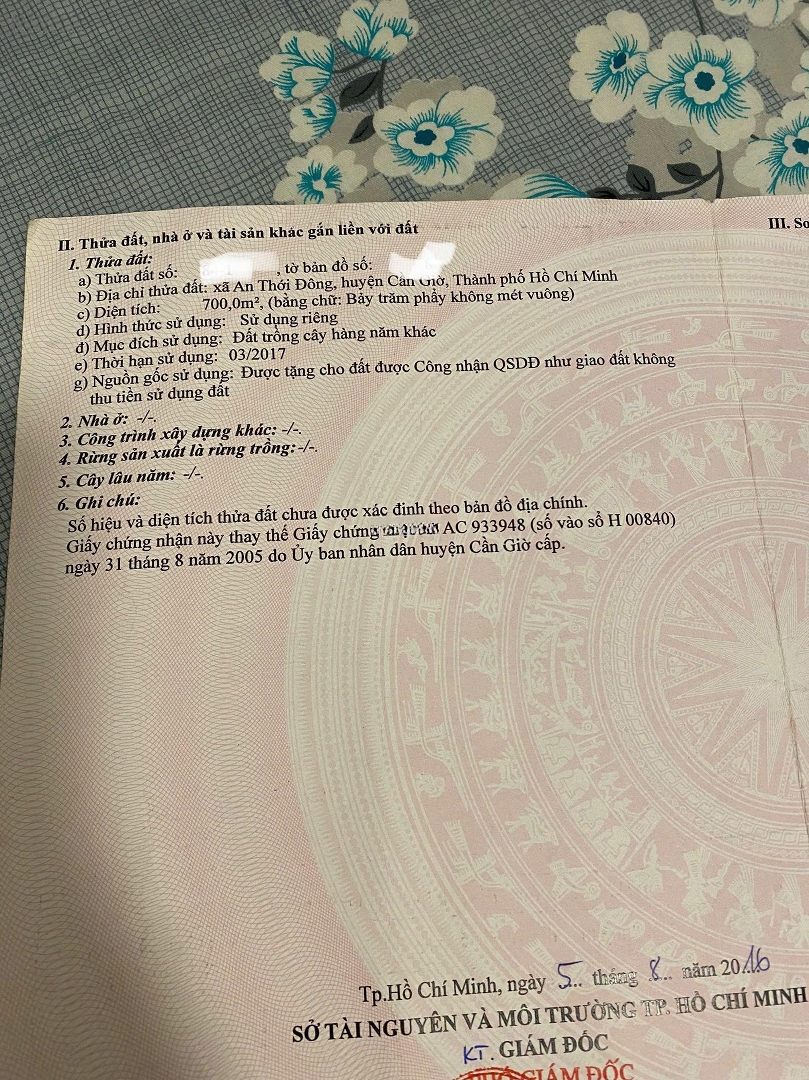 II. Thửa đất, nhà ở và tài sản khác gắn liền với đất
III. Sơ
1. Thửa đất:
a) Thửa đất số: , tờ bản đồ số:
b) Địa chỉ thửa đất: xã An Thới Đông, huyện Cần Giờ, Thành phố Hồ Chí Minh
c) Diện tích: 700,0m², (bằng chữ: Bảy trăm phẩy không mét vuông)
d) Hình thức sử dụng: Sử dụng riêng
đ) Mục đích sử dụng: Đất trồng cây hàng năm khác
e) Thời hạn sử dụng: 03/2017
g) Nguồn gốc sử dụng: Được tặng cho đất được Công nhận QSDĐ như giao đất không
thu tiền sử dụng đất
2. Nhà ở: -/-.
3. Công trình xây dựng khác: -/-.
4. Rừng sản xuất là rừng trồng: -/-.
5. Cây lâu năm: -/-.
6. Ghi chú:
Số hiệu và diện tích thửa đất chưa được xác định theo bản đồ địa chính.
Giấy chứng nhận này thay thế Giấy chứng AC 933948 (số vào sổ H 00840)
ngày 31 tháng 8 năm 2005 do Ủy ban nhân dân huyện Cần Giờ cấp.
Tp.Hồ Chí Minh, ngày 5.. tháng 8.. năm 2016
SỞ TÀI NGUYÊN VÀ MÔI TRƯỜNG TP. HỒ CHÍ MINH
KT. GIÁM ĐỐC
PHÓ GIÁM ĐỐC